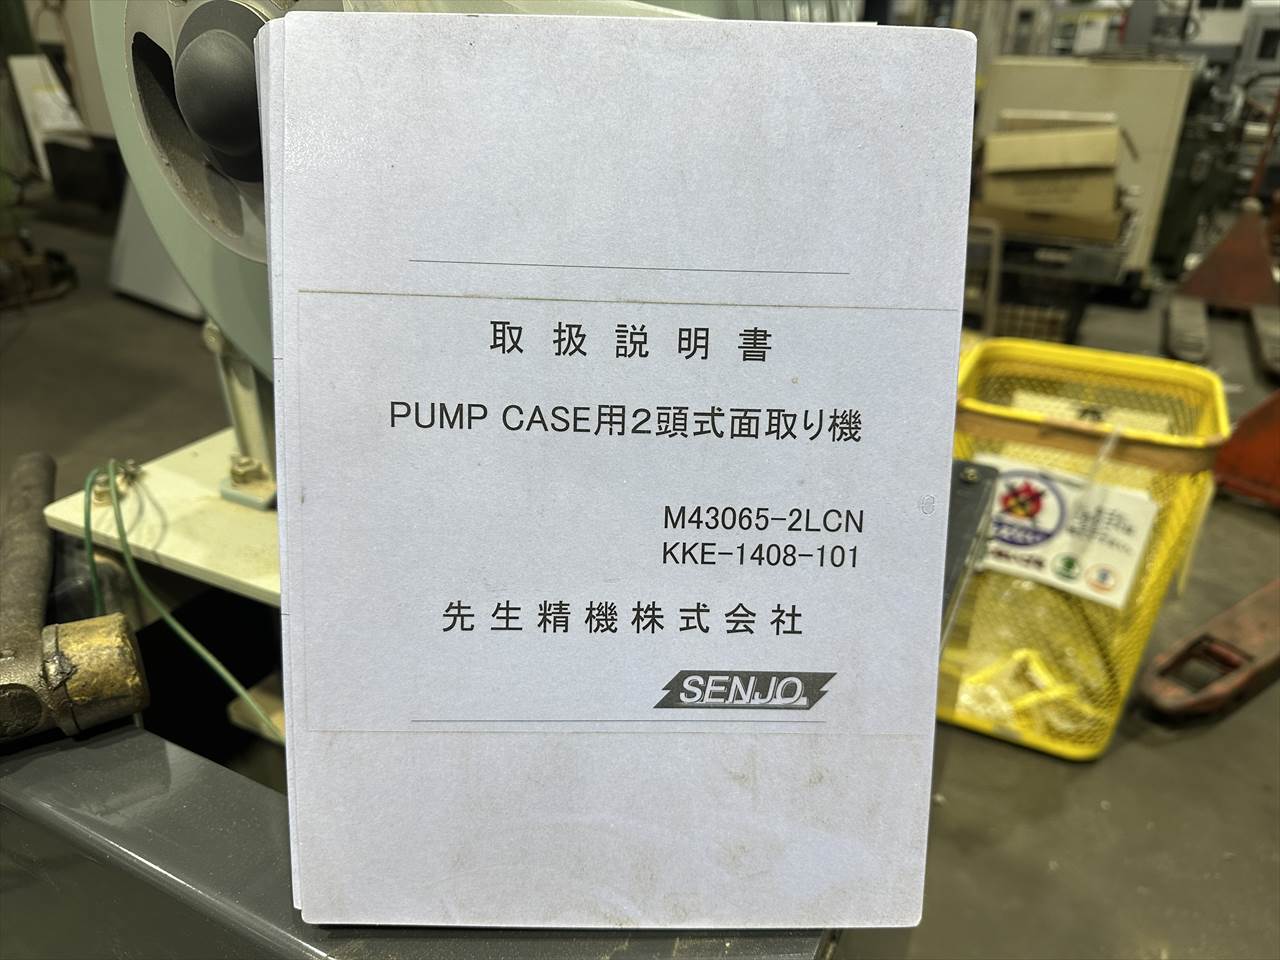 取扱説明書
PUMP CASE用2頭式面取り機
M43065-2LCN
KKE-1408-101
先生精機株式会社
SENJO